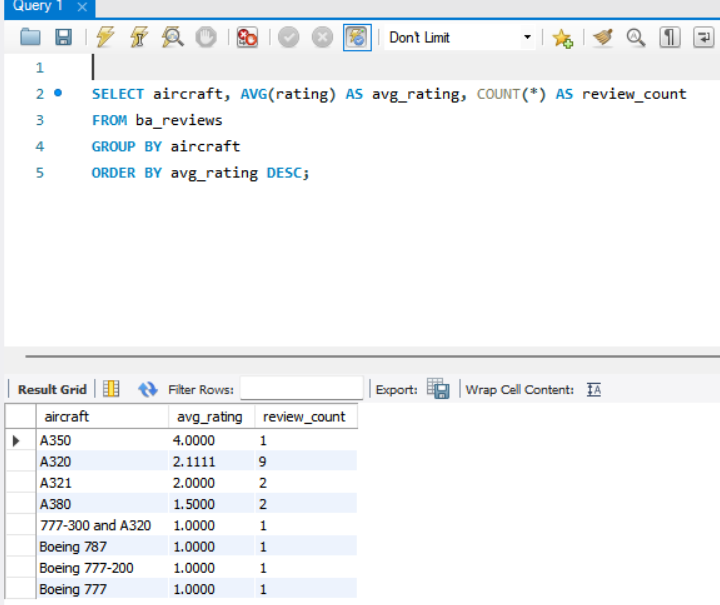 Query 1
Don't Limit
1
2 SELECT aircraft, AVG(rating) AS avg_rating, COUNT(*) AS review_count
3 FROM ba_reviews
4 GROUP BY aircraft
5 ORDER BY avg_rating DESC;
Result Grid Filter Rows: Export: Wrap Cell Content:
aircraft avg_rating review_count
A350 4.0000 1
A320 2.1111 9
A321 2.0000 2
A380 1.5000 2
777-300 and A320 1.0000 1
Boeing 787 1.0000 1
Boeing 777-200 1.0000 1
Boeing 777 1.0000 1